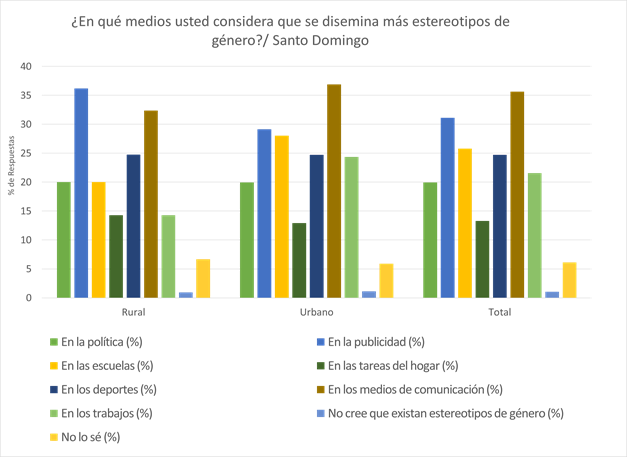 ¿En qué medios usted considera que se disemina más estereotipos de
género?/ Santo Domingo
% de Respuestas
40
35
30
25
20
15
10
5
0
Rural
Urbano
Total
En la política (%)
En la publicidad (%)
En las escuelas (%)
En las tareas del hogar (%)
En los deportes (%)
En los medios de comunicación (%)
En los trabajos (%)
No cree que existan estereotipos de género (%)
No lo sé (%)